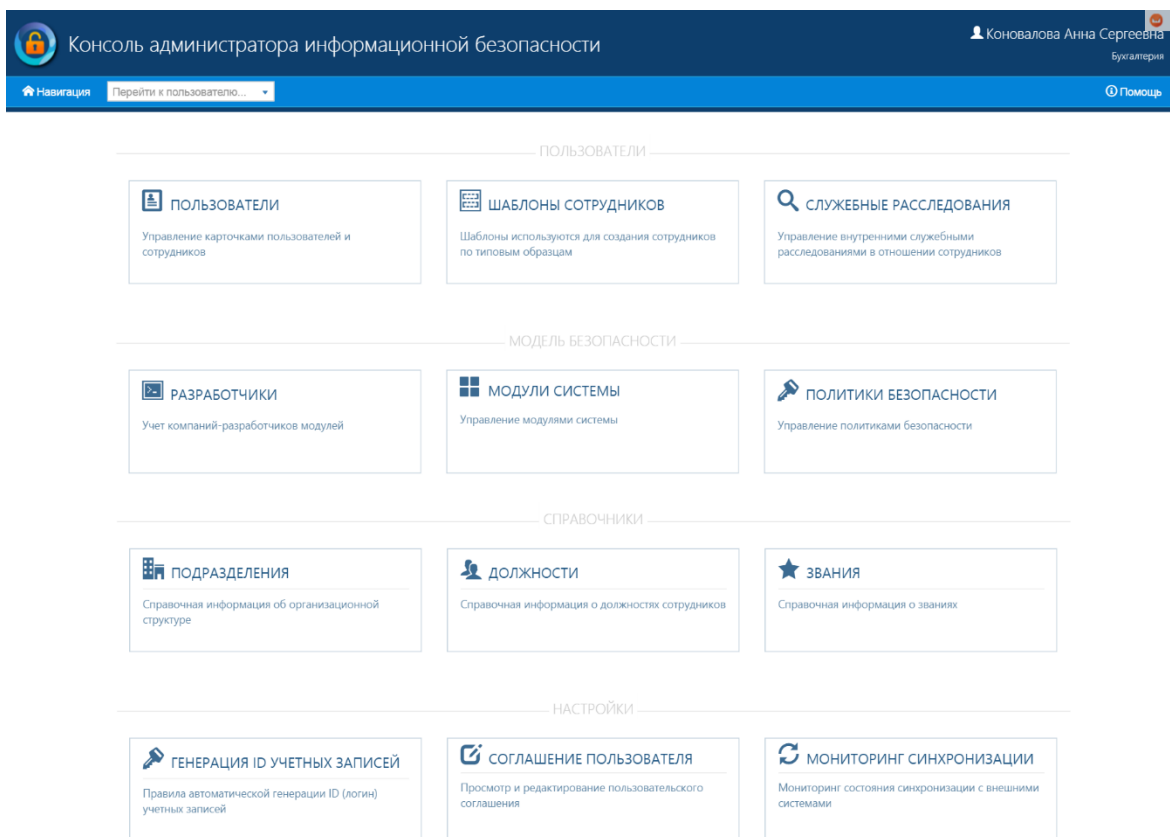 Консоль администратора информационной безопасности
Коновалова Анна Сергеевна
Бухгалтерия
Навигация
Перейти к пользователю...
Помощь
ПОЛЬЗОВАТЕЛИ
ПОЛЬЗОВАТЕЛИ
Управление карточками пользователей и
сотрудников
ШАБЛОНЫ СОТРУДНИКОВ
Шаблоны используются для создания сотрудников
по типовым образцам
СЛУЖЕБНЫЕ РАССЛЕДОВАНИЯ
Управление внутренними служебными
расследованиями в отношении сотрудников
МОДЕЛЬ БЕЗОПАСНОСТИ
РАЗРАБОТЧИКИ
Учет компаний-разработчиков модулей
МОДУЛИ СИСТЕМЫ
Управление модулями системы
ПОЛИТИКИ БЕЗОПАСНОСТИ
Управление политиками безопасности
СПРАВОЧНИКИ
ПОДРАЗДЕЛЕНИЯ
Справочная информация об организационной
структуре
ДОЛЖНОСТИ
Справочная информация о должностях сотрудников
ЗВАНИЯ
Справочная информация о званиях
НАСТРОЙКИ
ГЕНЕРАЦИЯ ID УЧЕТНЫХ ЗАПИСЕЙ
Правила автоматической генерации ID (логин)
учетных записей
СОГЛАШЕНИЕ ПОЛЬЗОВАТЕЛЯ
Просмотр и редактирование пользовательского
соглашения
МОНИТОРИНГ СИНХРОНИЗАЦИИ
Мониторинг состояния синхронизации с внешними
системами